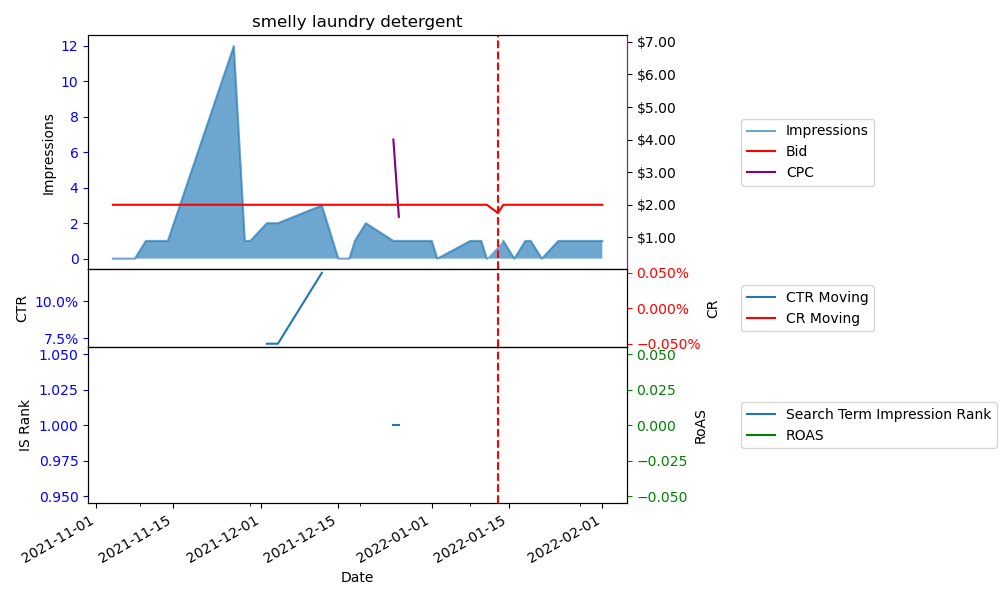 smelly laundry detergent
Impressions
12
10
8
6
4
2
0
$7.00
$6.00
$5.00
$4.00
$3.00
$2.00
$1.00
Impressions
Bid
CPC
CTR
10.0%
7.5%
0.050%
0.000%
−0.050%
CR
CTR Moving
CR Moving
IS Rank
1.050
1.025
1.000
0.975
0.950
0.050
0.025
0.000
−0.025
−0.050
RoAS
Search Term Impression Rank
ROAS
2021-11-01
2021-11-15
2021-12-01
2021-12-15
2022-01-01
2022-01-15
2022-02-01
Date